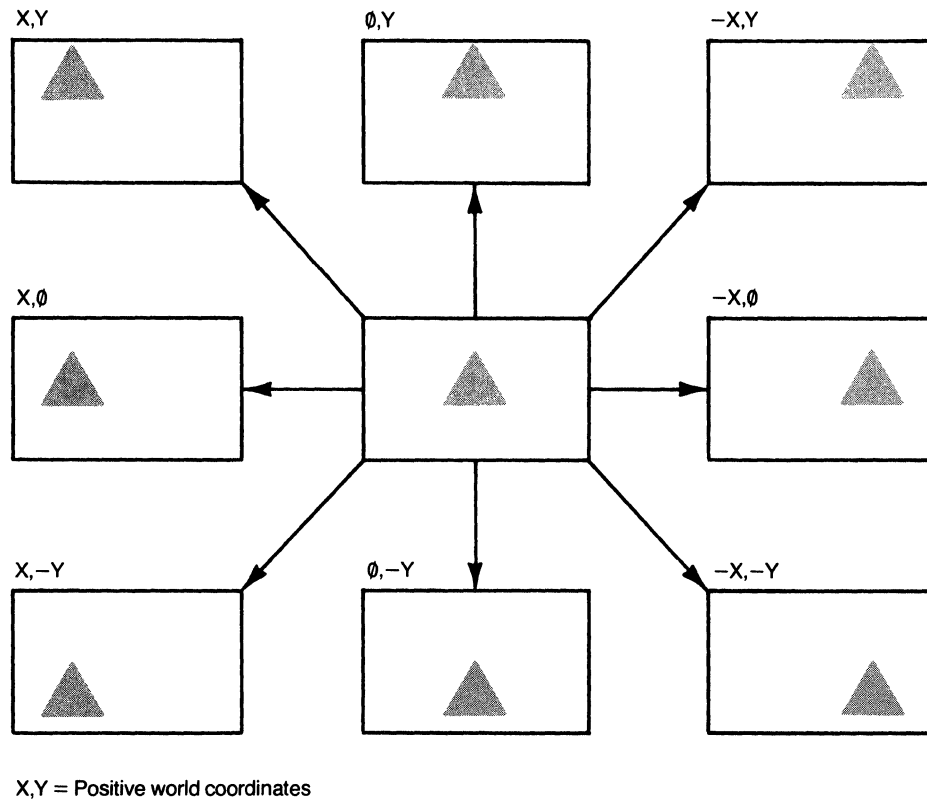 X,Y
∅,Y
−X,Y
X,∅
−X,∅
X,−Y
∅,−Y
−X,−Y
X,Y = Positive world coordinates